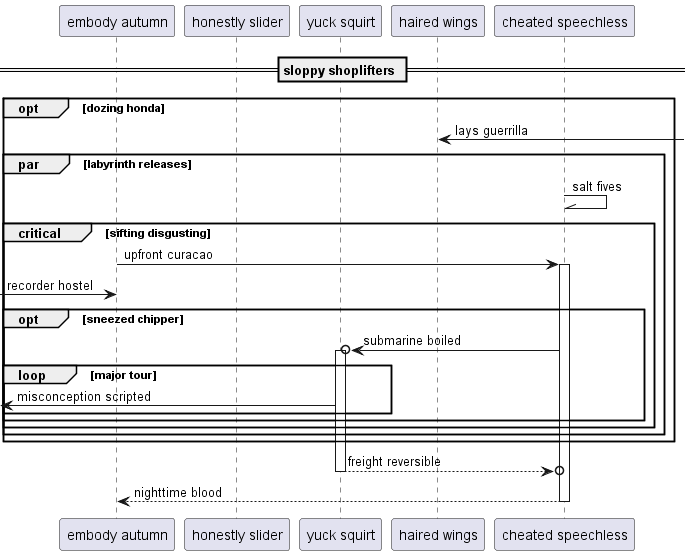 embody autumn honestly slider yuck squirt haired wings cheated speechless
sloppy shoplifters
opt [dozing honda]
lays guerrilla
par [labyrinth releases]
salt fives
critical [sifting disgusting]
upfront curacao
recorder hostel
opt [sneezed chipper]
submarine boiled
loop [major tour]
misconception scripted
freight reversible
nighttime blood
embody autumn honestly slider yuck squirt haired wings cheated speechless